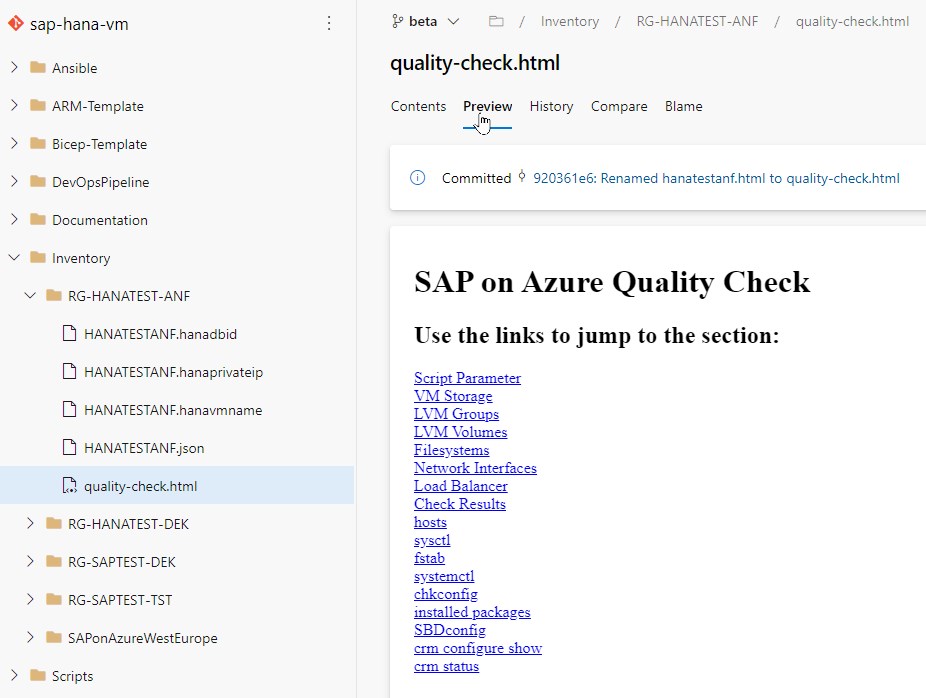 sap-hana-vm
Ansible
ARM-Template
Bicep-Template
DevOpsPipeline
Documentation
Inventory
RG-HANATEST-ANF
HANATESTANF.hanadbid
HANATESTANF.hanaprivateip
HANATESTANF.hanavmname
HANATESTANF.json
quality-check.html
RG-HANATEST-DEK
RG-SAPTEST-DEK
RG-SAPTEST-TST
SAPonAzureWestEurope
Scripts
beta / Inventory / RG-HANATEST-ANF / quality-check.html
quality-check.html
Contents Preview History Compare Blame
Committed 920361e6: Renamed hanatestanf.html to quality-check.html
SAP on Azure Quality Check
Use the links to jump to the section:
Script Parameter
VM Storage
LVM Groups
LVM Volumes
Filesystems
Network Interfaces
Load Balancer
Check Results
hosts
sysctl
fstab
systemctl
chkconfig
installed packages
SBDconfig
crm configure show
crm status